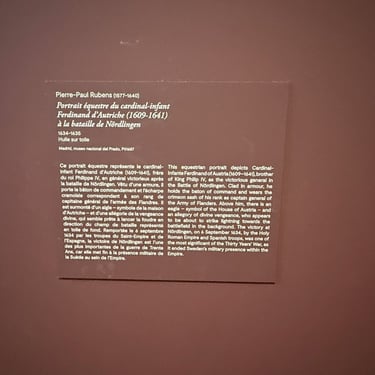 Pierre-Paul Rubens (1577-1640)
Portrait équestre du cardinal-infant
Ferdinand d'Autriche (1609-1641)
à la bataille de Nördlingen
1634-1635
Huile sur toile
Madrid, museo nacional del Prado, P01687
Ce portrait équestre représente le cardinal-
infant Ferdinand d'Autriche (1609-1641), frère
du roi Philippe IV, en général victorieux après
la bataille de Nördlingen. Vêtu d'une armure, il
porte le bâton de commandement et l'écharpe
cramoisie correspondant à son rang de
capitaine général de l'armée des Flandres. Il
est surmonté d'un aigle – symbole de la maison
d'Autriche – et d'une allégorie de la vengeance
divine, qui semble prête à lancer la foudre en
direction du champ de bataille représenté
en toile de fond. Remportée le 6 septembre
1634 par les troupes du Saint-Empire et de
l'Espagne, la victoire de Nördlingen est l'une
des plus importantes de la guerre de Trente
Ans, car elle met fin à la présence militaire de
la Suède au sein de l'Empire.
This equestrian portrait depicts Cardinal-
Infante Ferdinand of Austria (1609-1641), brother
of King Philip IV, as the victorious general in
the Battle of Nördlingen. Clad in armour, he
holds the baton of command and wears the
crimson sash of his rank as captain general of
the Army of Flanders. Above him, there is an
eagle – symbol of the House of Austria – and
an allegory of divine vengeance, who appears
to be about to strike lightning towards the
battlefield in the background. The victory at
Nördlingen, on 6 September 1634, by the Holy
Roman Empire and Spanish troops, was one of
the most significant of the Thirty Years' War, as
it ended Sweden's military presence within the
Empire.